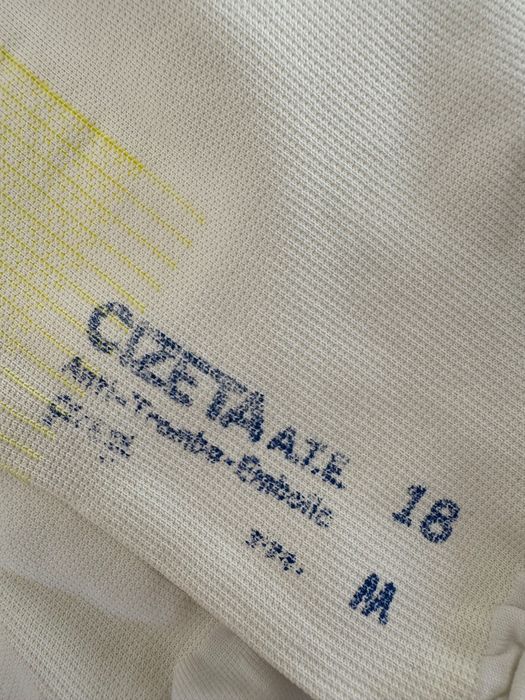 CIZETA A.T.E. 18
Anti-Trombo-Embolic
M